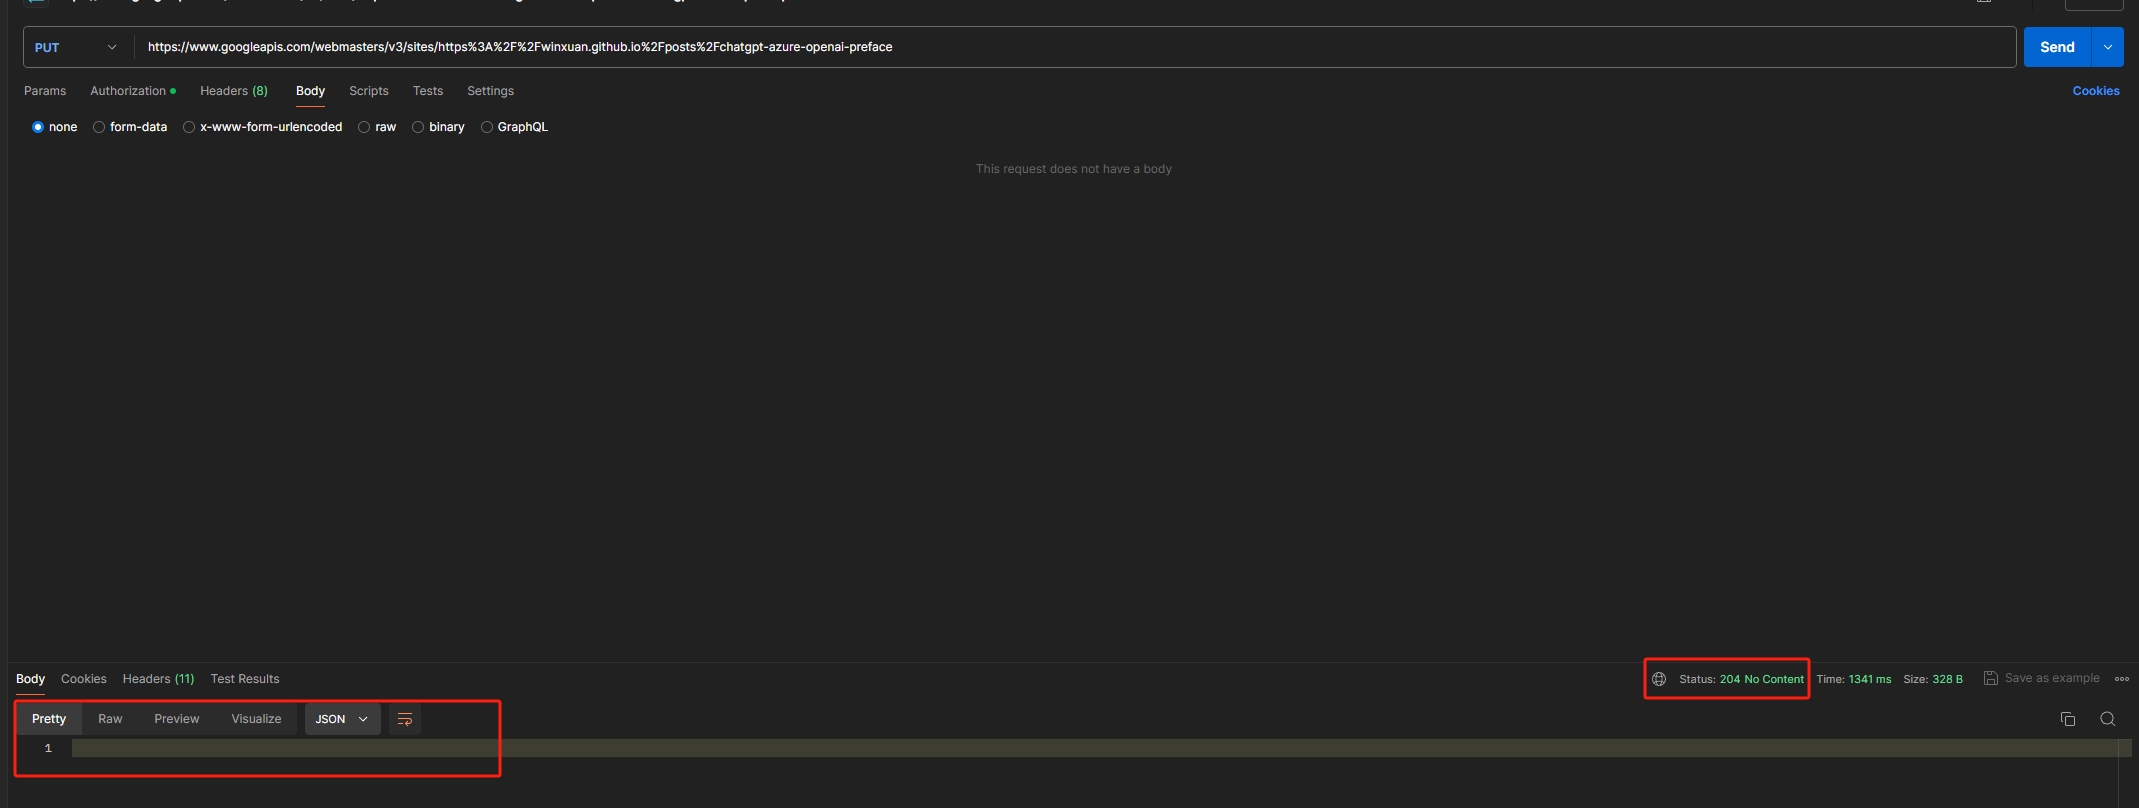 PUT https://www.googleapis.com/webmasters/v3/sites/https%3A%2F%2Fwinxuan.github.io%2Fposts%2Fchatgpt-azure-openai-preface Send
Params Authorization Headers (8) Body Scripts Tests Settings Cookies
none form-data x-www-form-urlencoded raw binary GraphQL
This request does not have a body
Body Cookies Headers (11) Test Results Status: 204 No Content Time: 1341 ms Size: 328 B Save as example
Pretty Raw Preview Visualize JSON
1